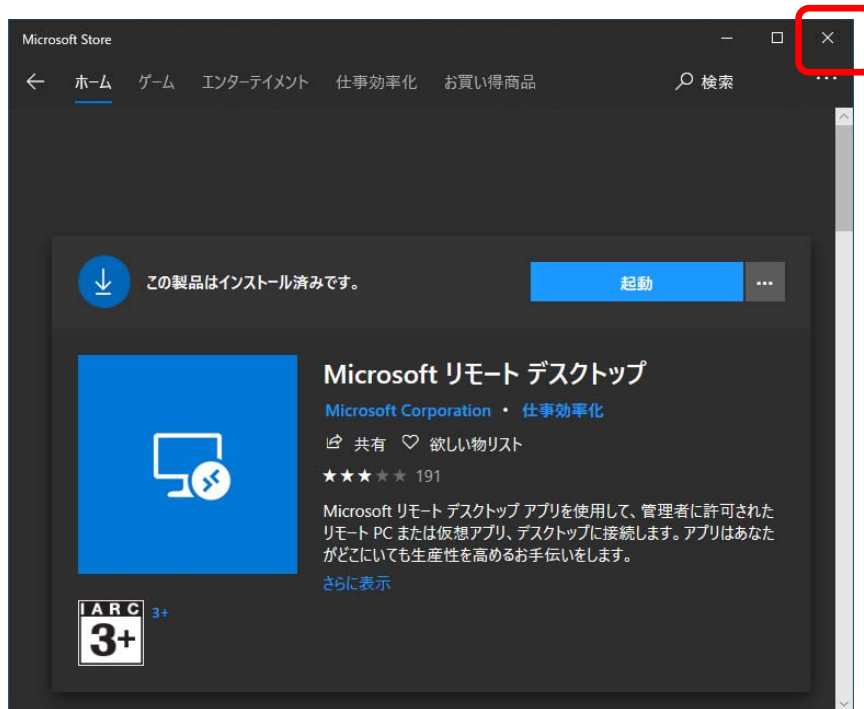 Microsoft Store
ホーム ゲーム エンターテイメント 仕事効率化 お買い得商品 検索
この製品はインストール済みです。 起動
Microsoft リモート デスクトップ
Microsoft Corporation • 仕事効率化
共有 欲しい物リスト
★★★★★ 191
Microsoft リモート デスクトップ アプリを使用して、管理者に許可された
リモート PC または仮想アプリ、デスクトップに接続します。アプリはあなた
がどこにいても生産性を高めるお手伝いをします。
さらに表示
IARC 3+
3+